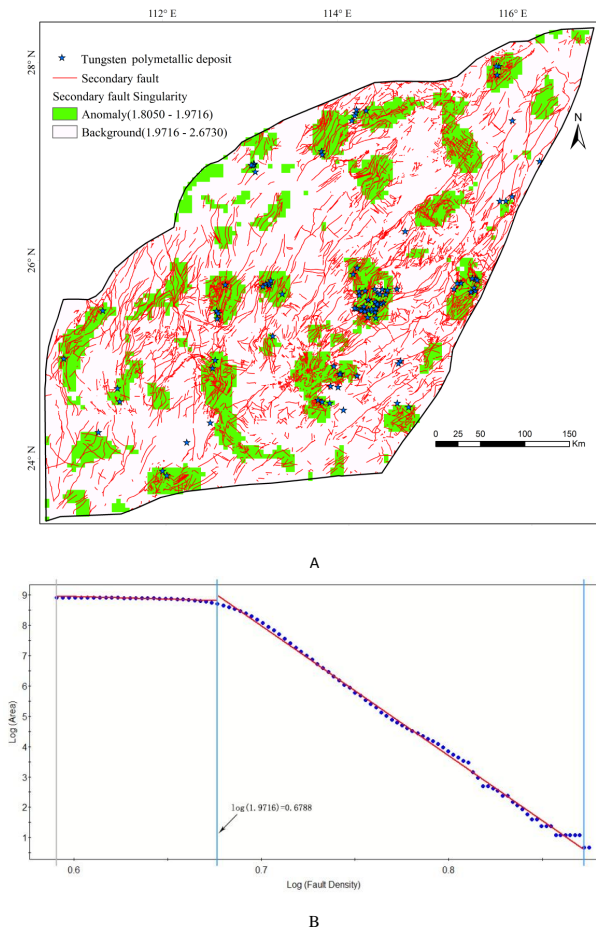 112° E 114° E 116° E
28° N
26° N
24° N
Tungsten polymetallic deposit
Secondary fault
Secondary fault Singularity
Anomaly(1.8050 - 1.9716)
Background(1.9716 - 2.6730)
N
0 25 50 100 150
Km
A
Log (Area)
9
8
7
6
5
4
3
2
1
log(1.9716)=0.6788
0.6 0.7 0.8
Log (Fault Density)
B